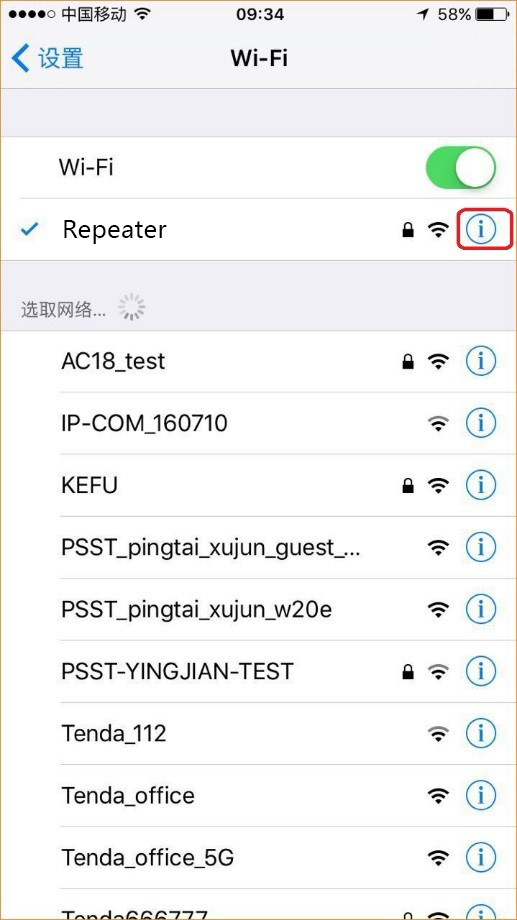 中国移动 09:34 58%
设置 Wi-Fi
Wi-Fi
Repeater
选取网络...
AC18_test
IP-COM_160710
KEFU
PSST_pingtai_xujun_guest_...
PSST_pingtai_xujun_w20e
PSST-YINGJIAN-TEST
Tenda_112
Tenda_office
Tenda_office_5G
Tenda666777